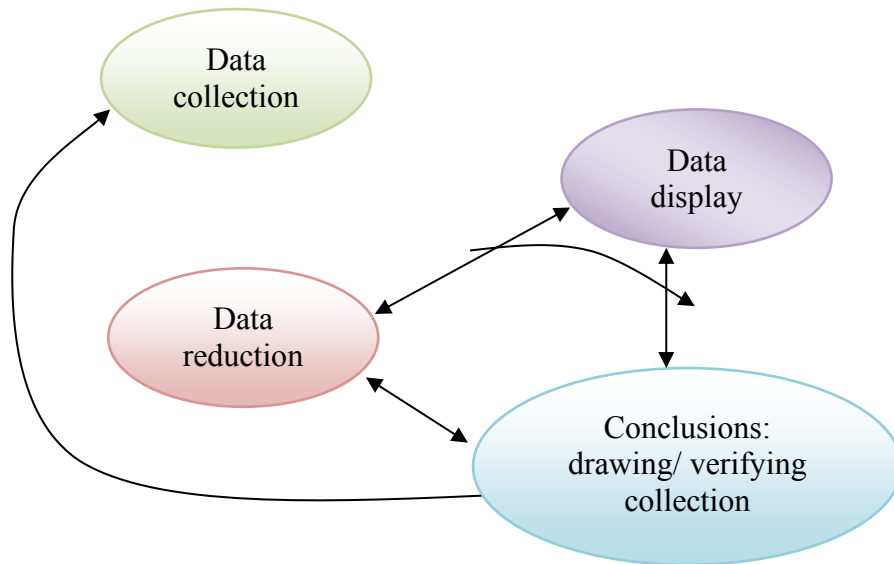 Data
collection
Data
display
Data
reduction
Conclusions:
drawing/ verifying
collection